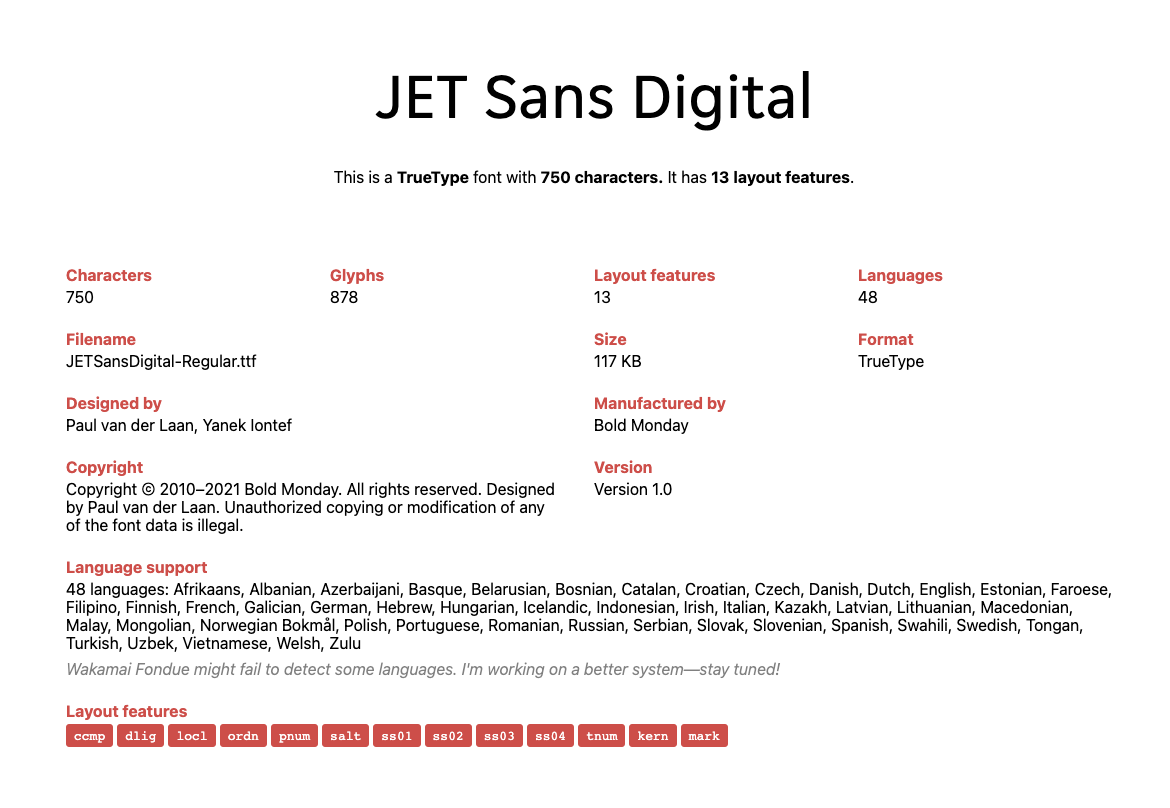 JET Sans Digital
This is a TrueType font with 750 characters. It has 13 layout features.
Characters
750
Glyphs
878
Layout features
13
Languages
48
Filename
JETSansDigital-Regular.ttf
Size
117 KB
Format
TrueType
Designed by
Paul van der Laan, Yanek Iontef
Manufactured by
Bold Monday
Copyright
Copyright © 2010–2021 Bold Monday. All rights reserved. Designed
by Paul van der Laan. Unauthorized copying or modification of any
of the font data is illegal.
Version
Version 1.0
Language support
48 languages: Afrikaans, Albanian, Azerbaijani, Basque, Belarusian, Bosnian, Catalan, Croatian, Czech, Danish, Dutch, English, Estonian, Faroese,
Filipino, Finnish, French, Galician, German, Hebrew, Hungarian, Icelandic, Indonesian, Irish, Italian, Kazakh, Latvian, Lithuanian, Macedonian,
Malay, Mongolian, Norwegian Bokmål, Polish, Portuguese, Romanian, Russian, Serbian, Slovak, Slovenian, Spanish, Swahili, Swedish, Tongan,
Turkish, Uzbek, Vietnamese, Welsh, Zulu
Wakamai Fondue might fail to detect some languages. I'm working on a better system—stay tuned!
Layout features
ccmp dlig locl ordn pnum salt ss01 ss02 ss03 ss04 tnum kern mark